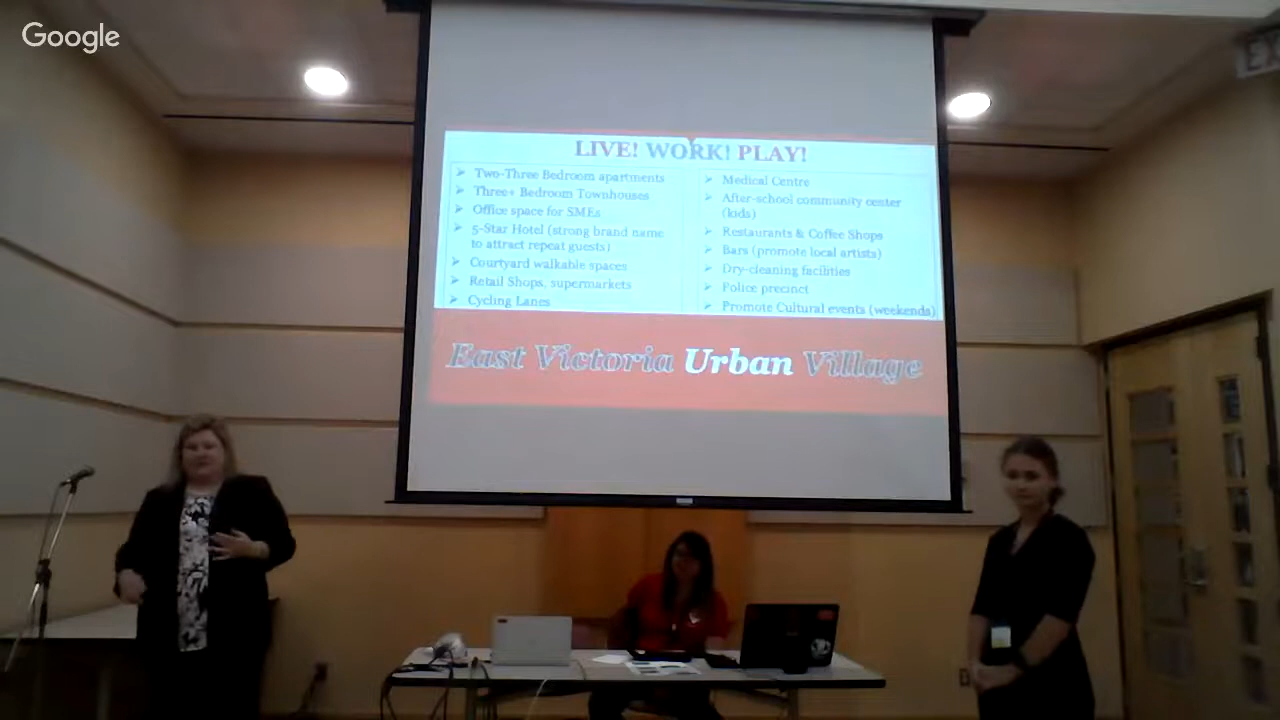 Google
LIVE! WORK! PLAY!
➤ Two-Three Bedroom apartments
➤ Three+ Bedroom Townhouses
➤ Office space for SMEs
➤ 5-Star Hotel (strong brand name
to attract repeat guests)
➤ Courtyard walkable spaces
➤ Retail Shops, supermarkets
➤ Cycling Lanes
➤ Medical Centre
➤ After-school community center
(kids)
➤ Restaurants & Coffee Shops
➤ Bars (promote local artists)
➤ Dry-cleaning facilities
➤ Police precinct
➤ Promote Cultural events (weekends)
East Victoria Urban Village